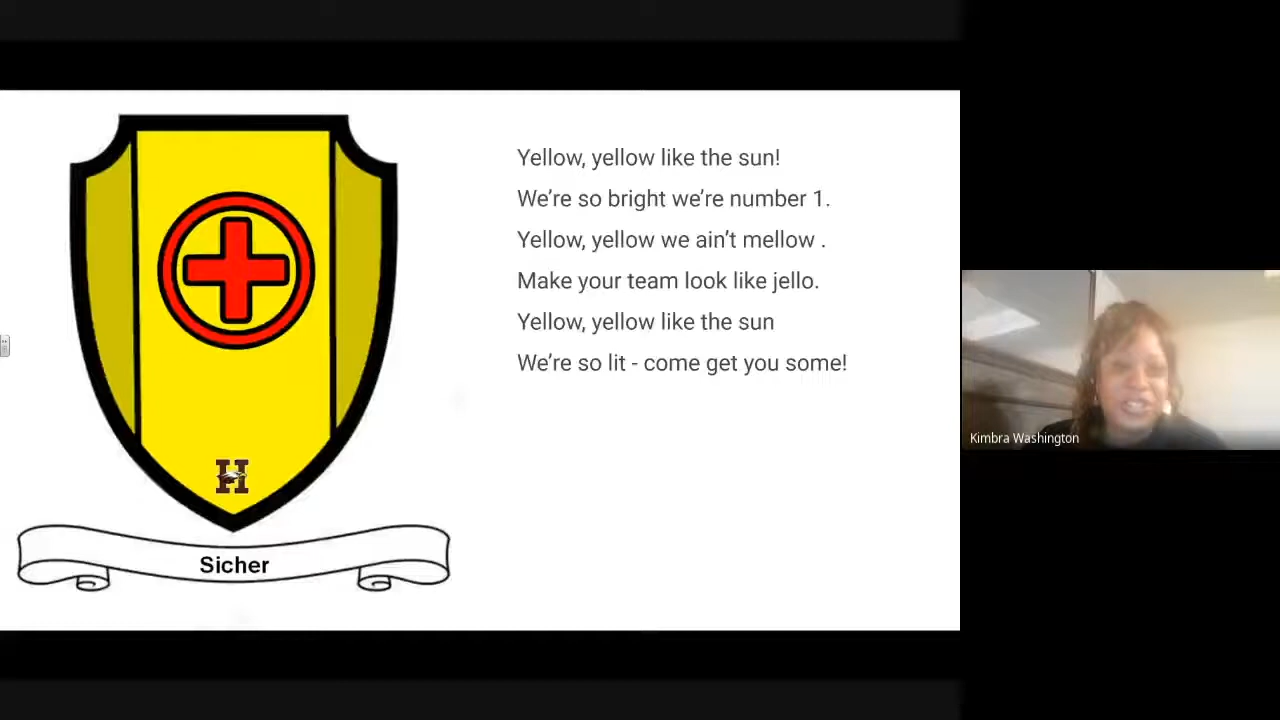 Yellow, yellow like the sun!
We’re so bright we’re number 1.
Yellow, yellow we ain’t mellow .
Make your team look like jello.
Yellow, yellow like the sun
We’re so lit - come get you some!
H
Sicher
Kimbra Washington